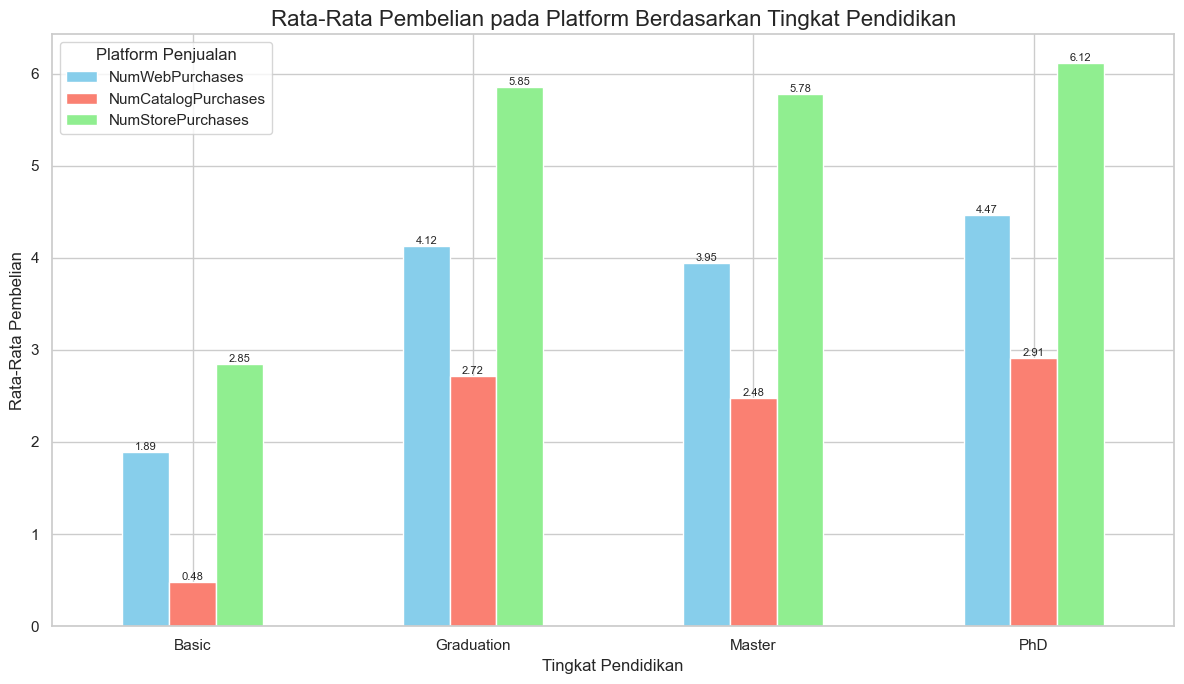 Rata-Rata Pembelian pada Platform Berdasarkan Tingkat Pendidikan
Platform Penjualan
NumWebPurchases
NumCatalogPurchases
NumStorePurchases
Rata-Rata Pembelian
6
5
4
3
2
1
0
1.89
0.48
2.85
4.12
2.72
5.85
3.95
2.48
5.78
4.47
2.91
6.12
Basic
Graduation
Master
PhD
Tingkat Pendidikan